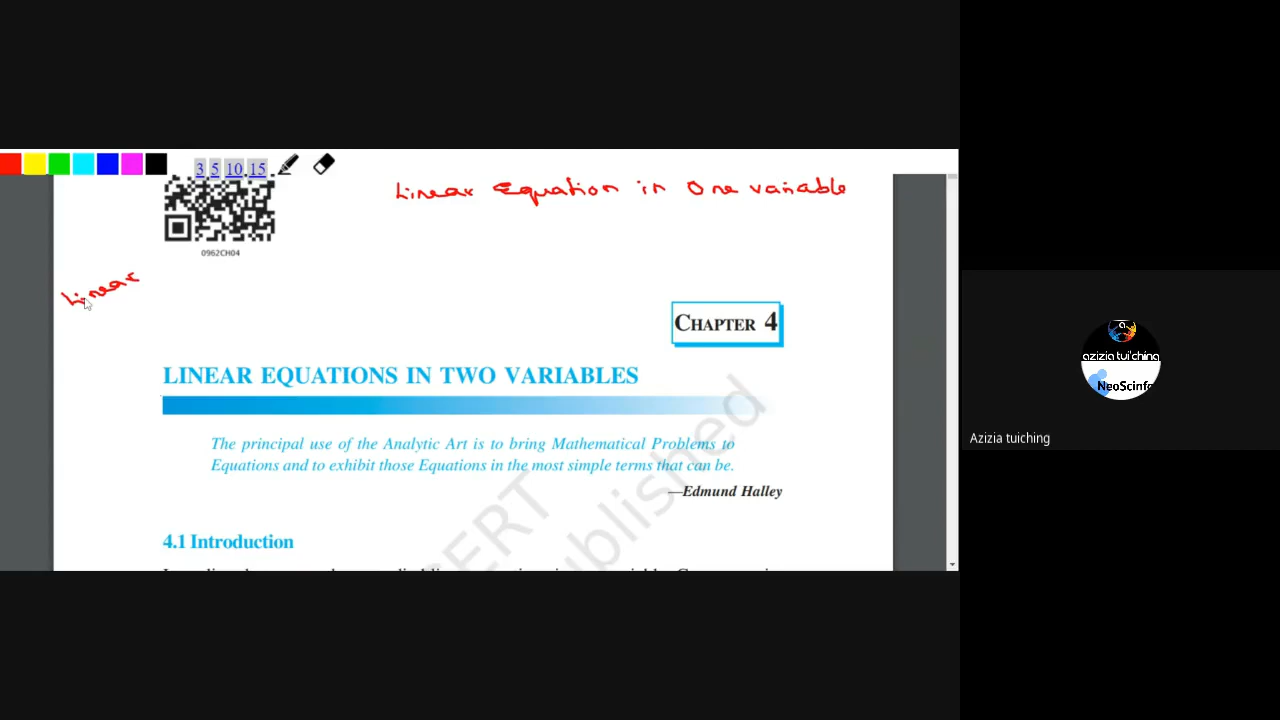 3 5 10 15
Linear Equation in One variable
0962CH04
Linear
CHAPTER 4
LINEAR EQUATIONS IN TWO VARIABLES
The principal use of the Analytic Art is to bring Mathematical Problems to
Equations and to exhibit those Equations in the most simple terms that can be.
—Edmund Halley
4.1 Introduction
azizia tui'ching
NeoScinfo
Azizia tuiching